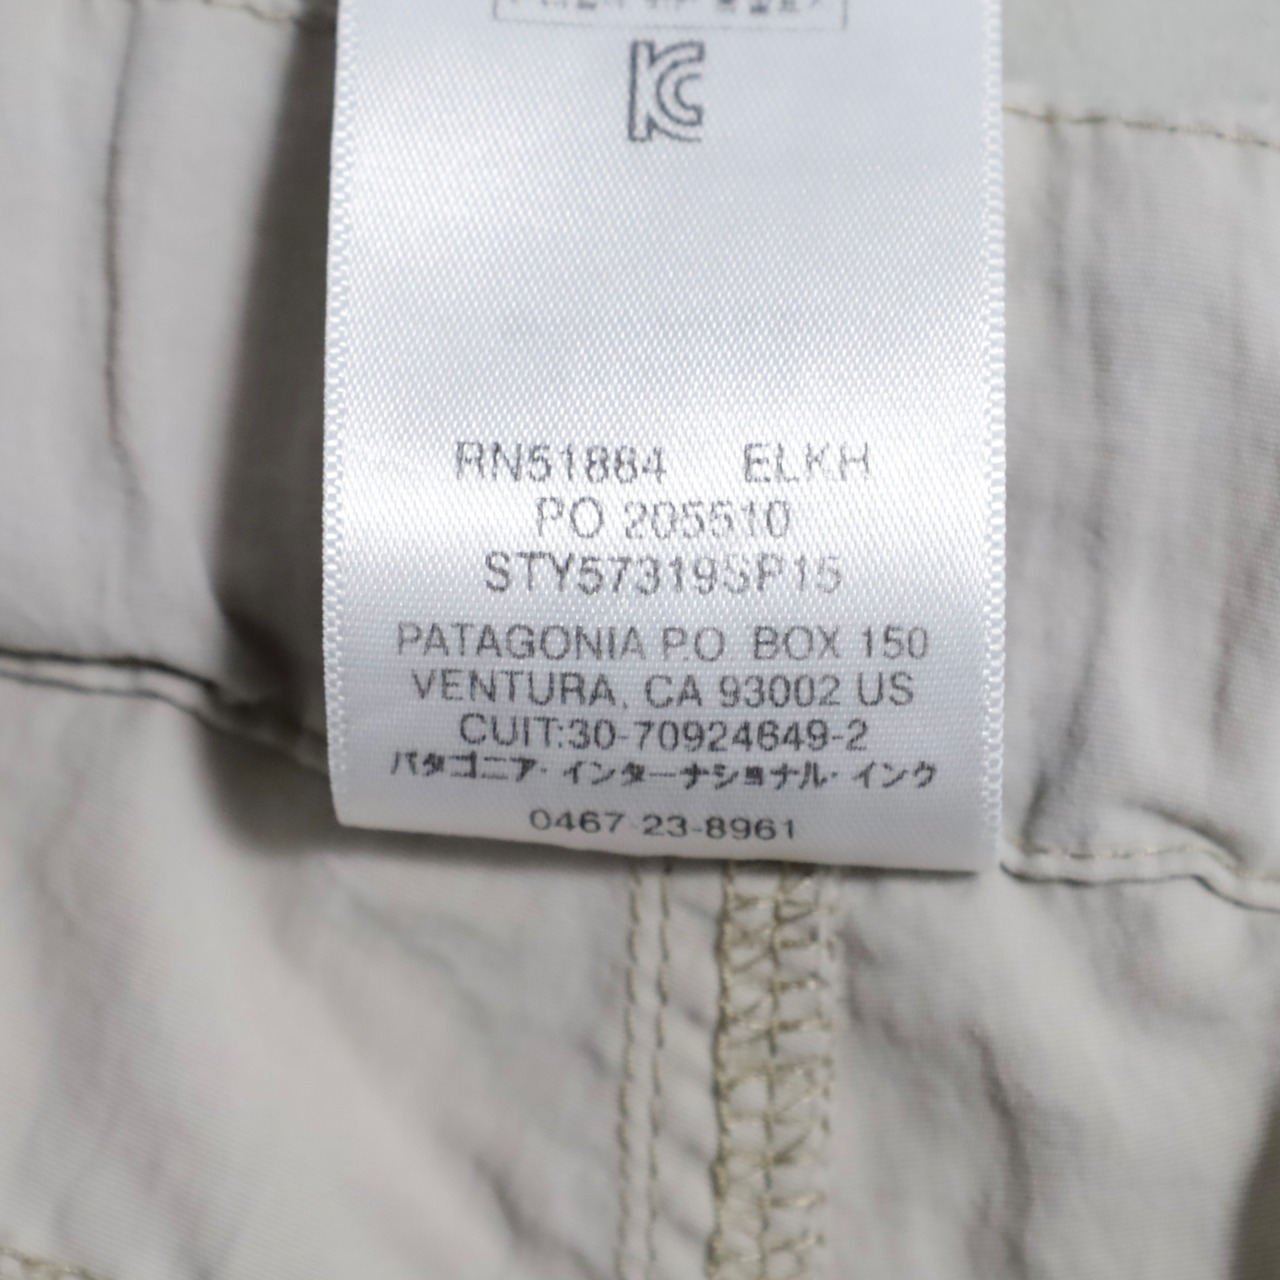 KC
RN51884 ELKH
PO 205510
STY57319SP15
PATAGONIA P.O. BOX 150
VENTURA, CA 93002 US
CUIT:30-70924649-2
パタゴニア・インターナショナル・インク
0467-23-8961